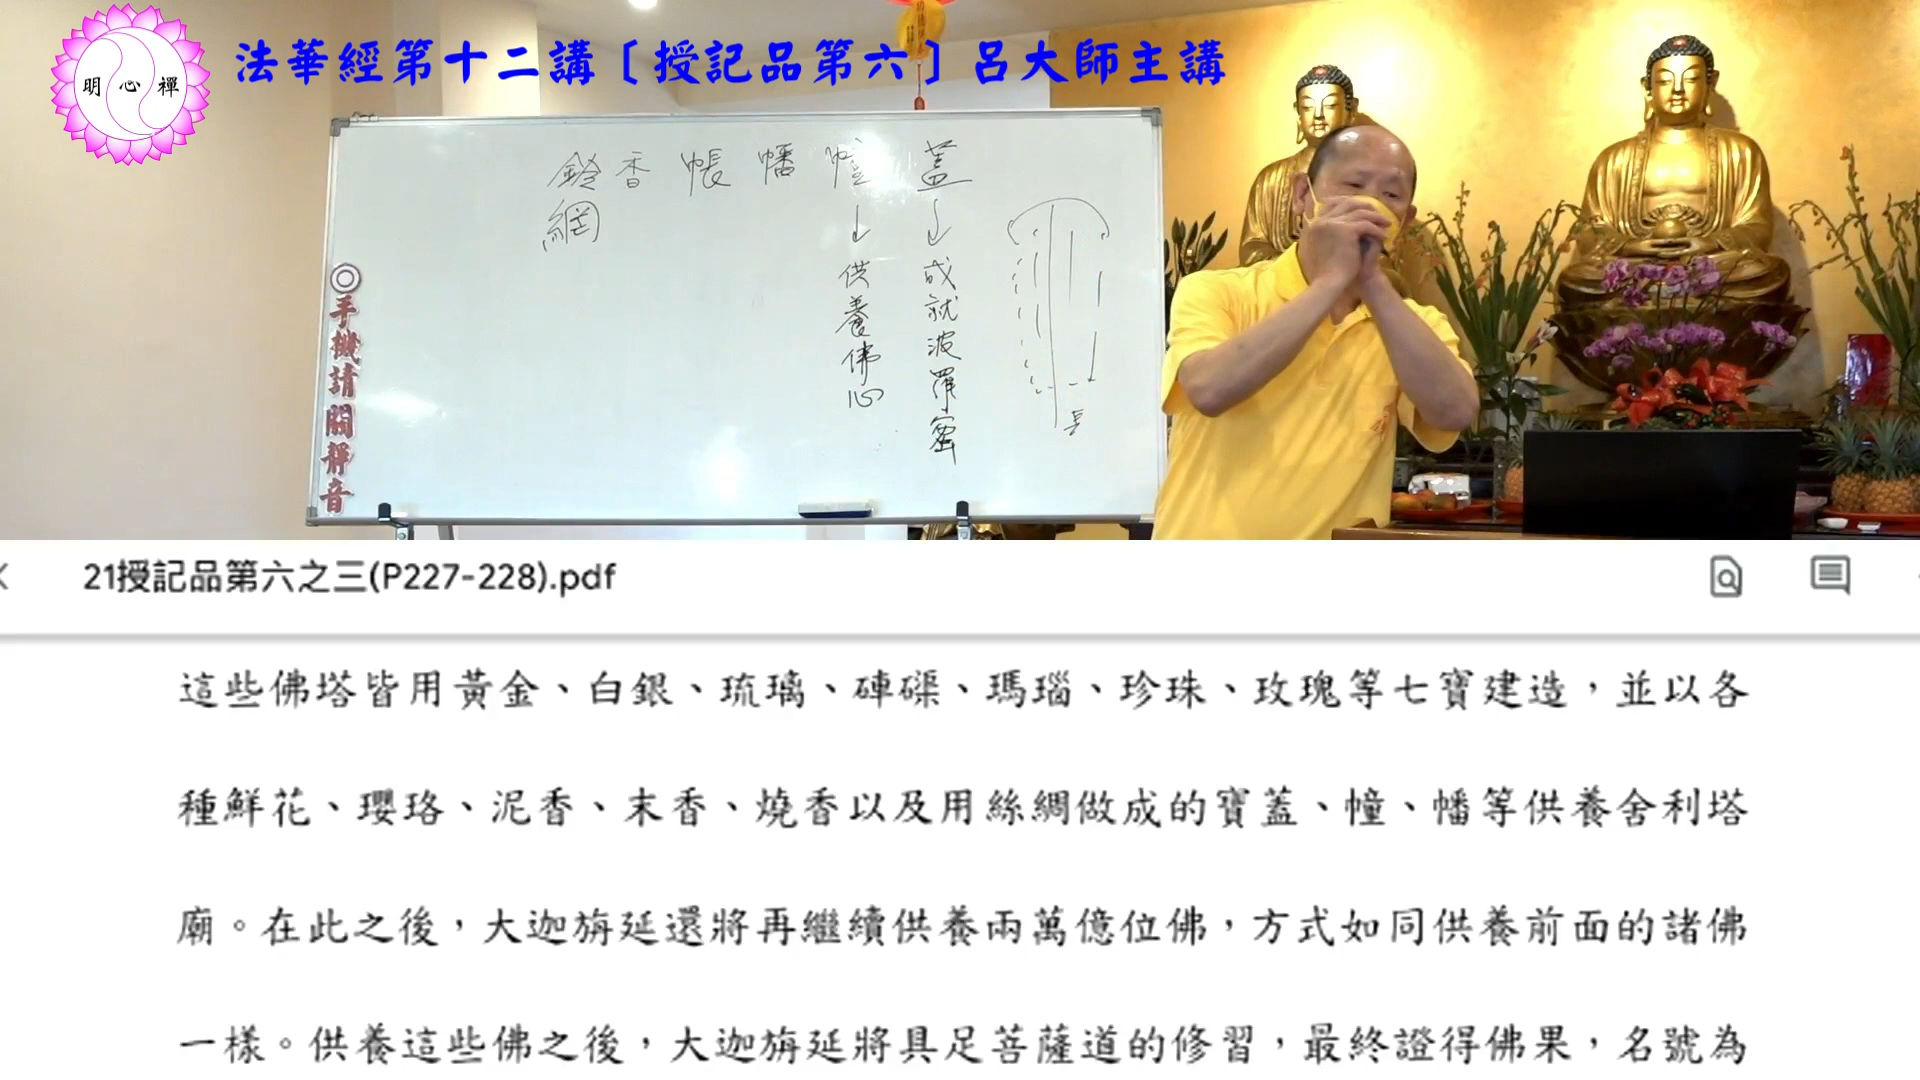 明心禪
法華經第十二講〔授記品第六〕呂大師主講
蓋 幢 幡 帳 香 鈴網
成就波羅蜜
供養佛心
◎手機請關靜音
21授記品第六之三(P227-228).pdf
這些佛塔皆用黃金、白銀、琉璃、硨磲、瑪瑙、珍珠、玫瑰等七寶建造，並以各
種鮮花、瓔珞、泥香、末香、燒香以及用絲綢做成的寶蓋、幢、幡等供養舍利塔
廟。在此之後，大迦旃延還將再繼續供養兩萬億位佛，方式如同供養前面的諸佛
一樣。供養這些佛之後，大迦旃延將具足菩薩道的修習，最終證得佛果，名號為